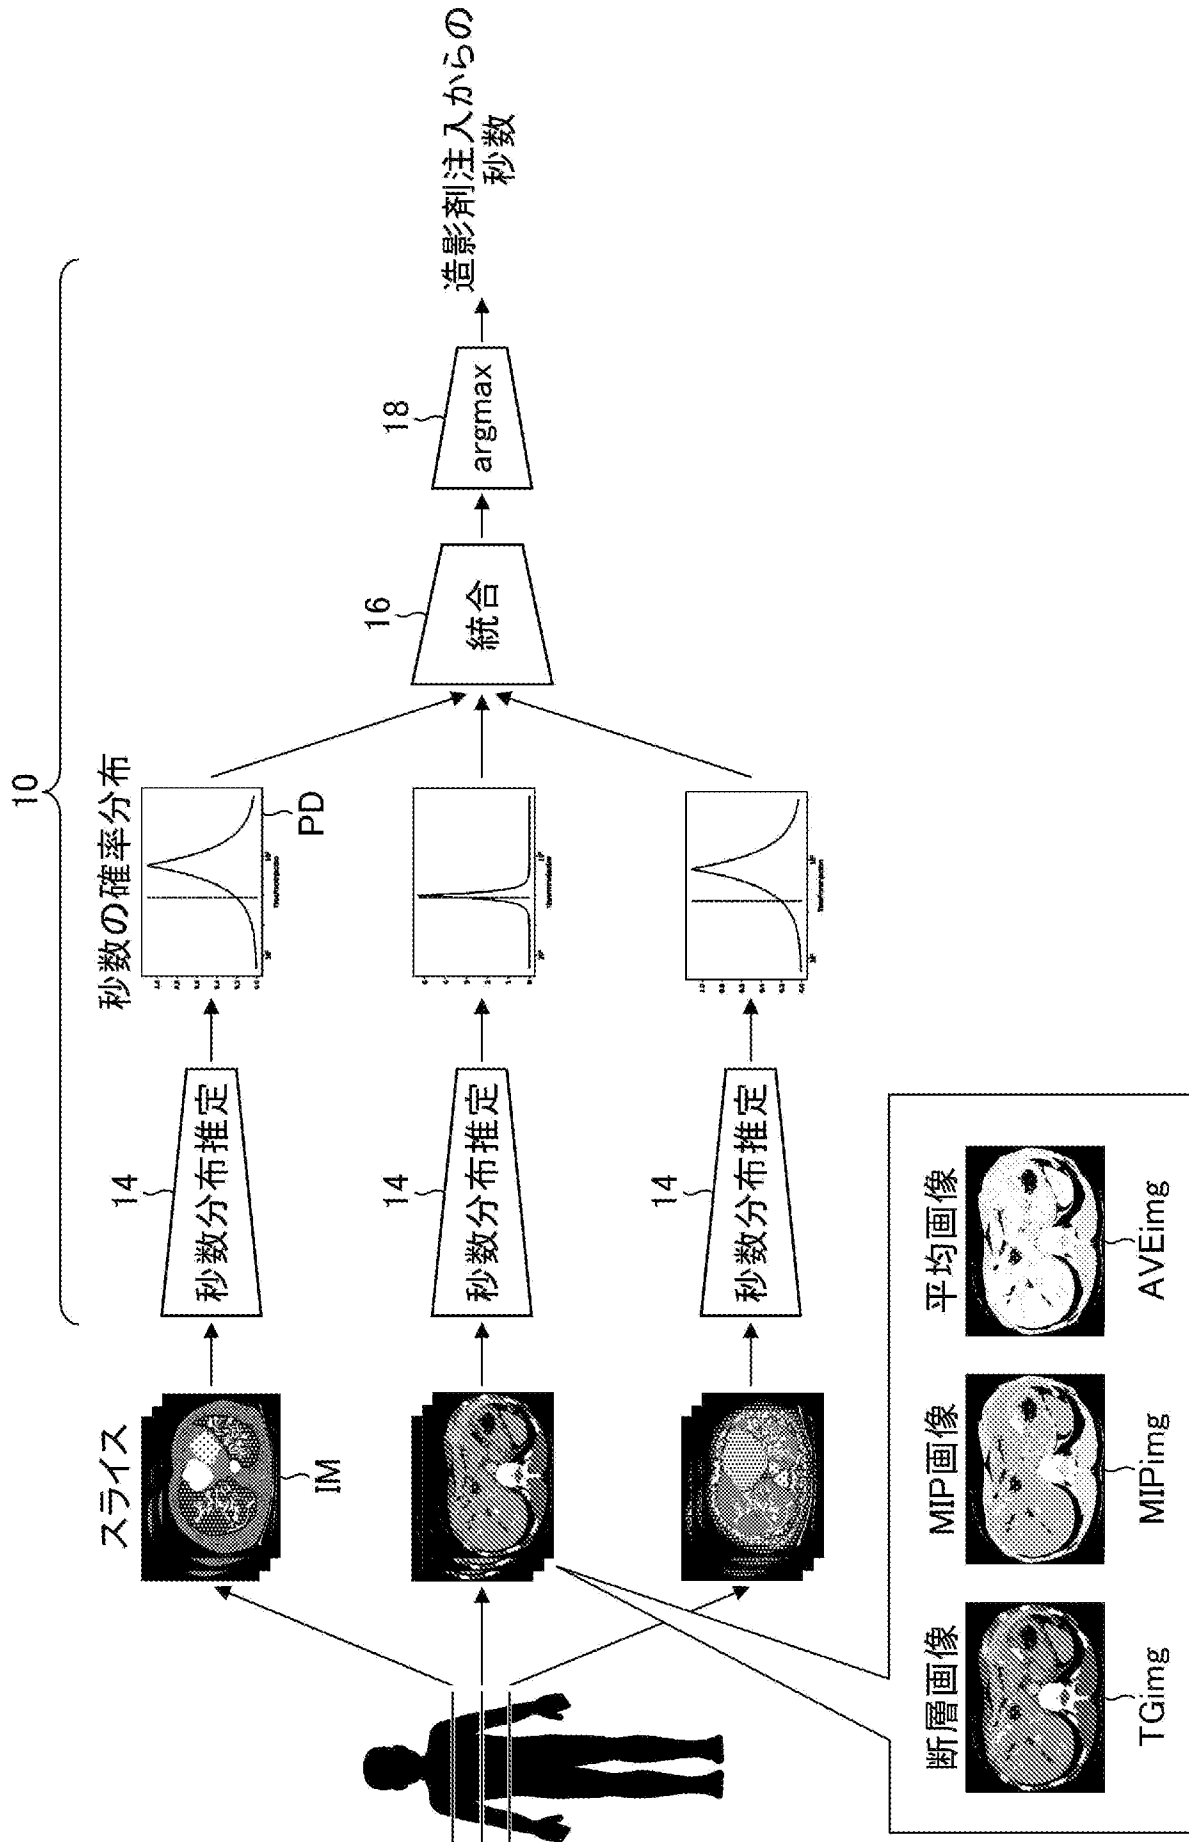 10
スライス
IM
14
秒数分布推定
秒数の確率分布
PD
14
秒数分布推定
14
秒数分布推定
16
統合
18
argmax
造影剤注入からの
秒数
断層画像
TGimg
MIP画像
MIPimg
平均画像
AVEimg